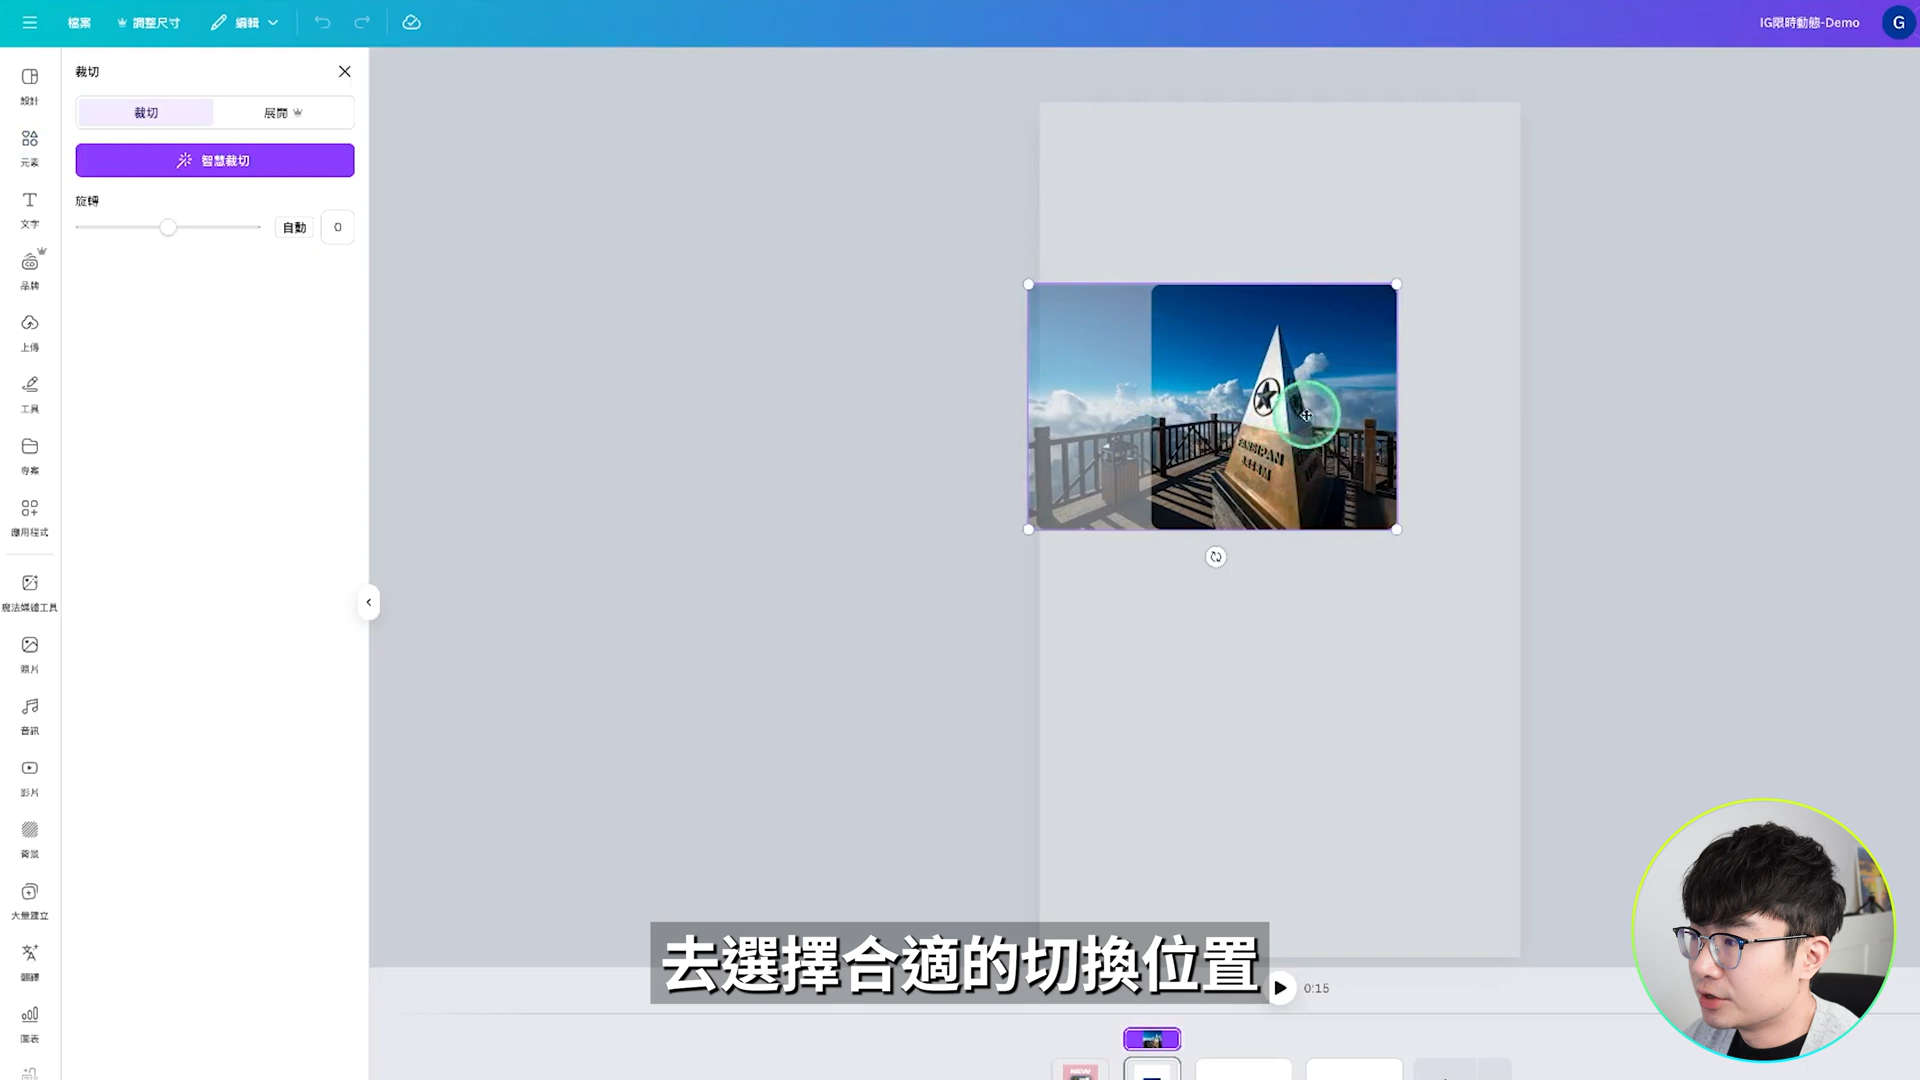 檔案
調整尺寸
編輯
IG限時動態-Demo
G
設計
元素
文字
品牌
上傳
工具
專案
應用程式
魔法媒體工具
照片
音訊
影片
背景
大量建立
翻譯
圖表
裁切
裁切
展開
智慧裁切
旋轉
自動
0
FANSIPAN
去選擇合適的切換位置
0:15
NEW